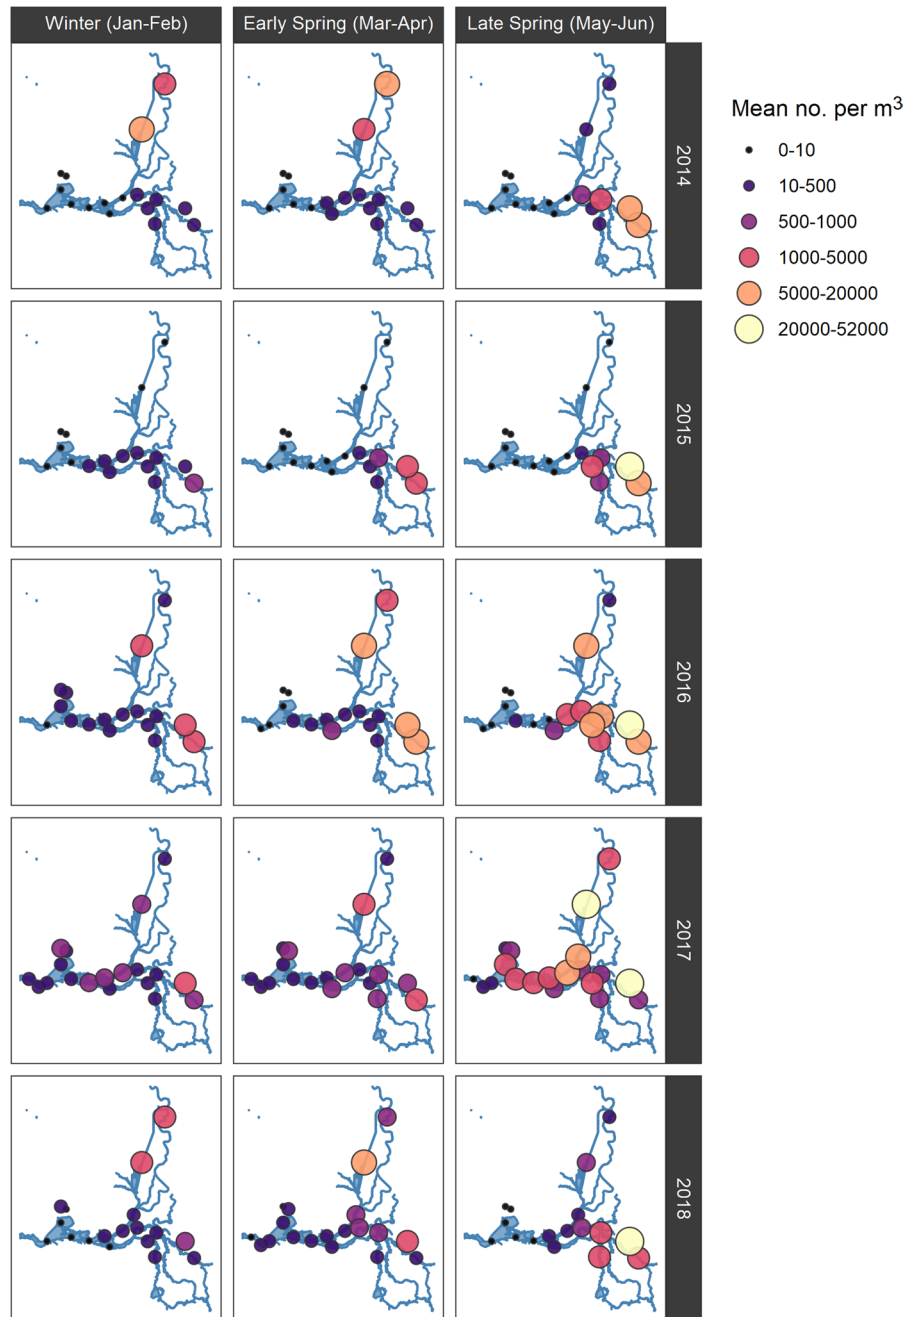 Winter (Jan-Feb)
Early Spring (Mar-Apr)
Late Spring (May-Jun)
Mean no. per m³
0-10
10-500
500-1000
1000-5000
5000-20000
20000-52000
2014
2015
2016
2017
2018